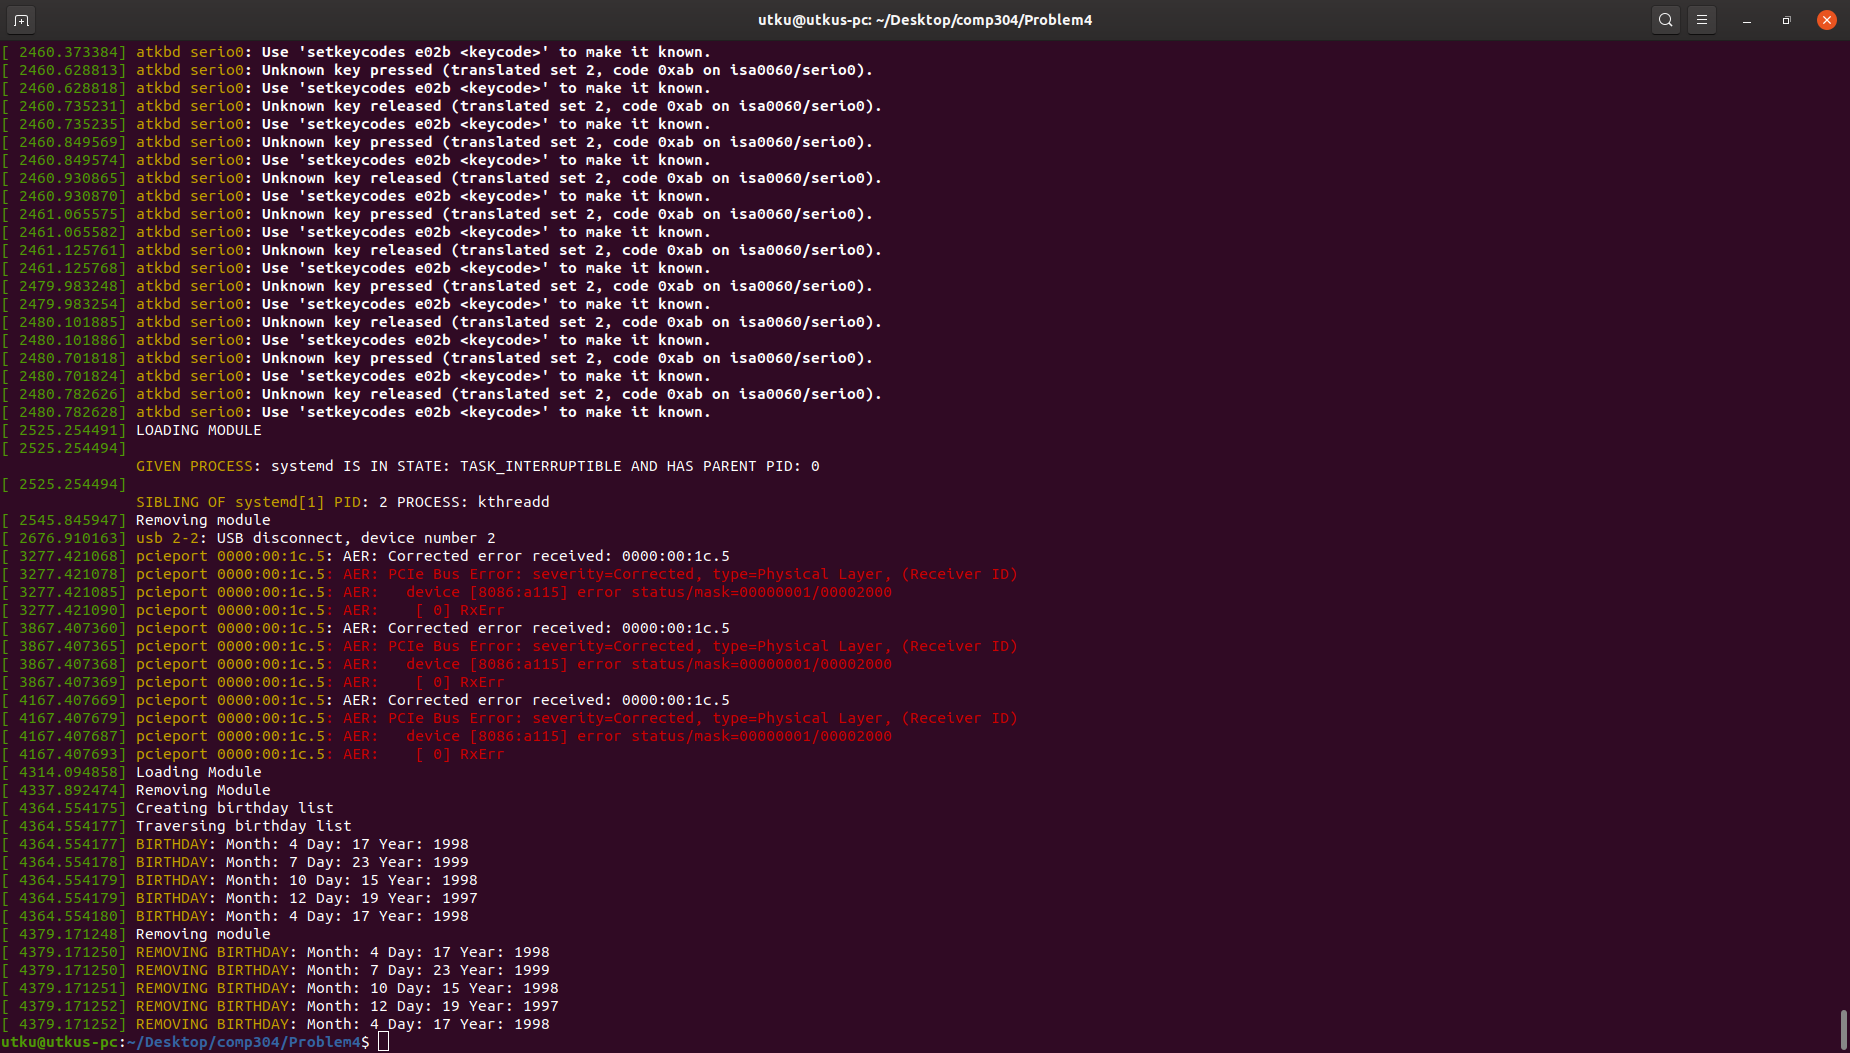 utku@utkus-pc: ~/Desktop/comp304/Problem4
[ 2460.373384] atkbd serio0: Use 'setkeycodes e02b <keycode>' to make it known.
[ 2460.628813] atkbd serio0: Unknown key pressed (translated set 2, code 0xab on isa0060/serio0).
[ 2460.628818] atkbd serio0: Use 'setkeycodes e02b <keycode>' to make it known.
[ 2460.735231] atkbd serio0: Unknown key released (translated set 2, code 0xab on isa0060/serio0).
[ 2460.735235] atkbd serio0: Use 'setkeycodes e02b <keycode>' to make it known.
[ 2460.849569] atkbd serio0: Unknown key pressed (translated set 2, code 0xab on isa0060/serio0).
[ 2460.849574] atkbd serio0: Use 'setkeycodes e02b <keycode>' to make it known.
[ 2460.930865] atkbd serio0: Unknown key released (translated set 2, code 0xab on isa0060/serio0).
[ 2460.930870] atkbd serio0: Use 'setkeycodes e02b <keycode>' to make it known.
[ 2461.065575] atkbd serio0: Unknown key pressed (translated set 2, code 0xab on isa0060/serio0).
[ 2461.065582] atkbd serio0: Use 'setkeycodes e02b <keycode>' to make it known.
[ 2461.125761] atkbd serio0: Unknown key released (translated set 2, code 0xab on isa0060/serio0).
[ 2461.125768] atkbd serio0: Use 'setkeycodes e02b <keycode>' to make it known.
[ 2479.983248] atkbd serio0: Unknown key pressed (translated set 2, code 0xab on isa0060/serio0).
[ 2479.983254] atkbd serio0: Use 'setkeycodes e02b <keycode>' to make it known.
[ 2480.101885] atkbd serio0: Unknown key released (translated set 2, code 0xab on isa0060/serio0).
[ 2480.101886] atkbd serio0: Use 'setkeycodes e02b <keycode>' to make it known.
[ 2480.701818] atkbd serio0: Unknown key pressed (translated set 2, code 0xab on isa0060/serio0).
[ 2480.701824] atkbd serio0: Use 'setkeycodes e02b <keycode>' to make it known.
[ 2480.782626] atkbd serio0: Unknown key released (translated set 2, code 0xab on isa0060/serio0).
[ 2480.782628] atkbd serio0: Use 'setkeycodes e02b <keycode>' to make it known.
[ 2525.254491] LOADING MODULE
[ 2525.254494]
GIVEN PROCESS: systemd IS IN STATE: TASK_INTERRUPTIBLE AND HAS PARENT PID: 0
[ 2525.254494]
SIBLING OF systemd[1] PID: 2 PROCESS: kthreadd
[ 2545.845947] Removing module
[ 2676.910163] usb 2-2: USB disconnect, device number 2
[ 3277.421068] pcieport 0000:00:1c.5: AER: Corrected error received: 0000:00:1c.5
[ 3277.421078] pcieport 0000:00:1c.5: AER: PCIe Bus Error: severity=Corrected, type=Physical Layer, (Receiver ID)
[ 3277.421085] pcieport 0000:00:1c.5: AER:   device [8086:a115] error status/mask=00000001/00002000
[ 3277.421090] pcieport 0000:00:1c.5: AER:    [ 0] RxErr
[ 3867.407360] pcieport 0000:00:1c.5: AER: Corrected error received: 0000:00:1c.5
[ 3867.407365] pcieport 0000:00:1c.5: AER: PCIe Bus Error: severity=Corrected, type=Physical Layer, (Receiver ID)
[ 3867.407368] pcieport 0000:00:1c.5: AER:   device [8086:a115] error status/mask=00000001/00002000
[ 3867.407369] pcieport 0000:00:1c.5: AER:    [ 0] RxErr
[ 4167.407669] pcieport 0000:00:1c.5: AER: Corrected error received: 0000:00:1c.5
[ 4167.407679] pcieport 0000:00:1c.5: AER: PCIe Bus Error: severity=Corrected, type=Physical Layer, (Receiver ID)
[ 4167.407687] pcieport 0000:00:1c.5: AER:   device [8086:a115] error status/mask=00000001/00002000
[ 4167.407693] pcieport 0000:00:1c.5: AER:    [ 0] RxErr
[ 4314.094858] Loading Module
[ 4337.892474] Removing Module
[ 4364.554175] Creating birthday list
[ 4364.554177] Traversing birthday list
[ 4364.554177] BIRTHDAY: Month: 4 Day: 17 Year: 1998
[ 4364.554178] BIRTHDAY: Month: 7 Day: 23 Year: 1999
[ 4364.554179] BIRTHDAY: Month: 10 Day: 15 Year: 1998
[ 4364.554179] BIRTHDAY: Month: 12 Day: 19 Year: 1997
[ 4364.554180] BIRTHDAY: Month: 4 Day: 17 Year: 1998
[ 4379.171248] Removing module
[ 4379.171250] REMOVING BIRTHDAY: Month: 4 Day: 17 Year: 1998
[ 4379.171250] REMOVING BIRTHDAY: Month: 7 Day: 23 Year: 1999
[ 4379.171251] REMOVING BIRTHDAY: Month: 10 Day: 15 Year: 1998
[ 4379.171252] REMOVING BIRTHDAY: Month: 12 Day: 19 Year: 1997
[ 4379.171252] REMOVING BIRTHDAY: Month: 4 Day: 17 Year: 1998
utku@utkus-pc:~/Desktop/comp304/Problem4$